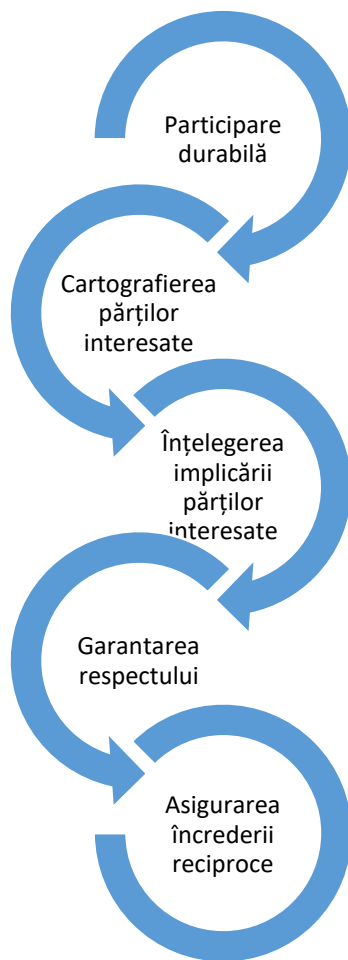 Participare
durabilă
Cartografierea
părților
interesate
Înțelegerea
implicării
părților
interesate
Garantarea
respectului
Asigurarea
încrederii
reciproce